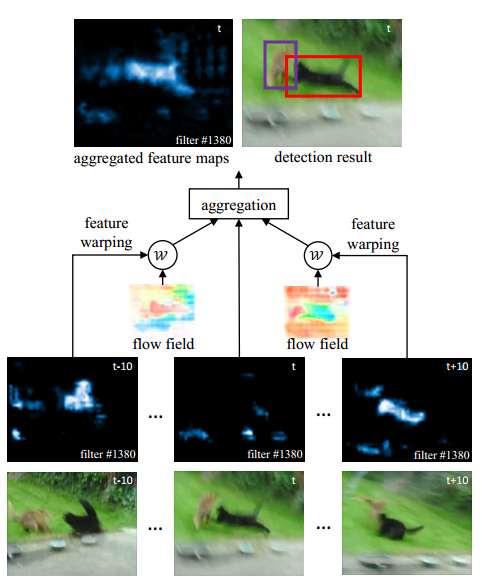 t
t
filter #1380
aggregated feature maps
detection result
aggregation
feature
warping
feature
warping
W
W
flow field
flow field
t-10
t
t+10
...
...
filter #1380
filter #1380
filter #1380
t-10
t
t+10
...
...